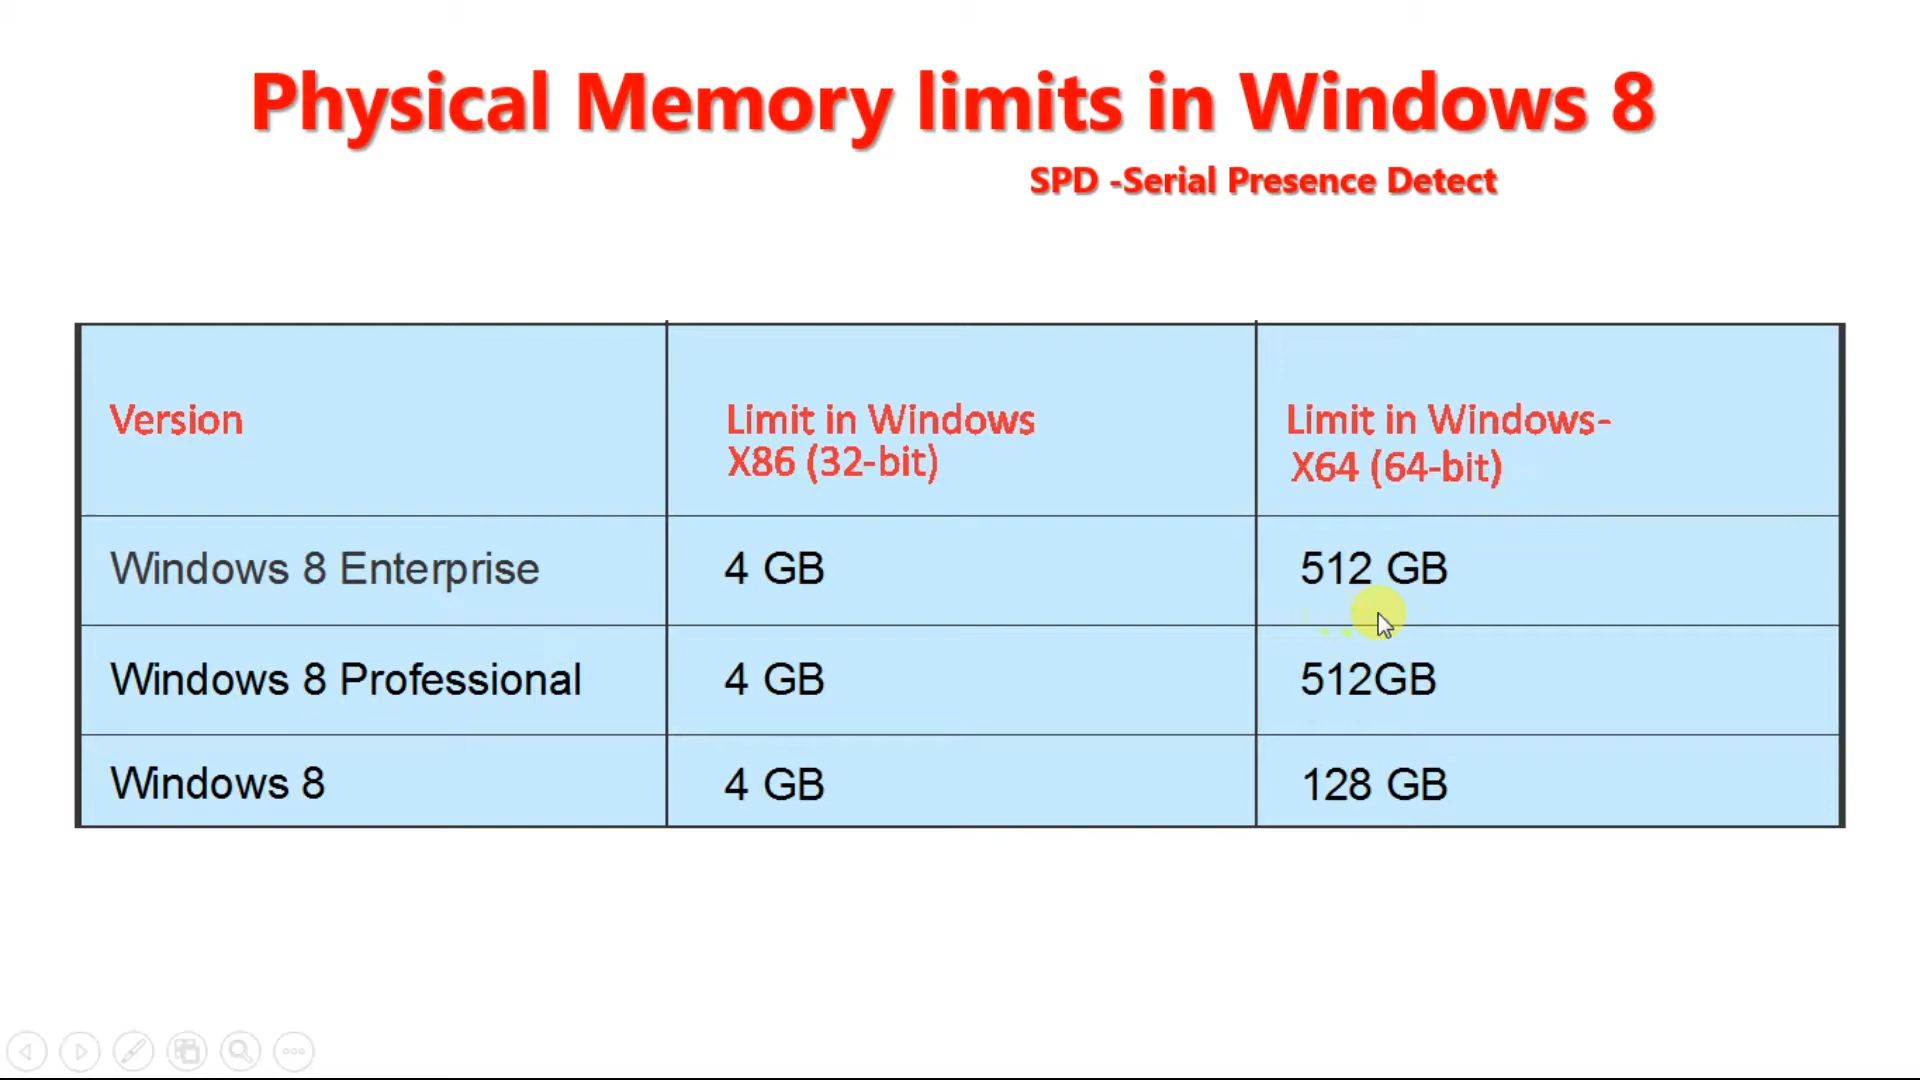 Physical Memory limits in Windows 8
SPD -Serial Presence Detect
Version
Limit in Windows
X86 (32-bit)
Limit in Windows-
X64 (64-bit)
Windows 8 Enterprise
4 GB
512 GB
Windows 8 Professional
4 GB
512GB
Windows 8
4 GB
128 GB